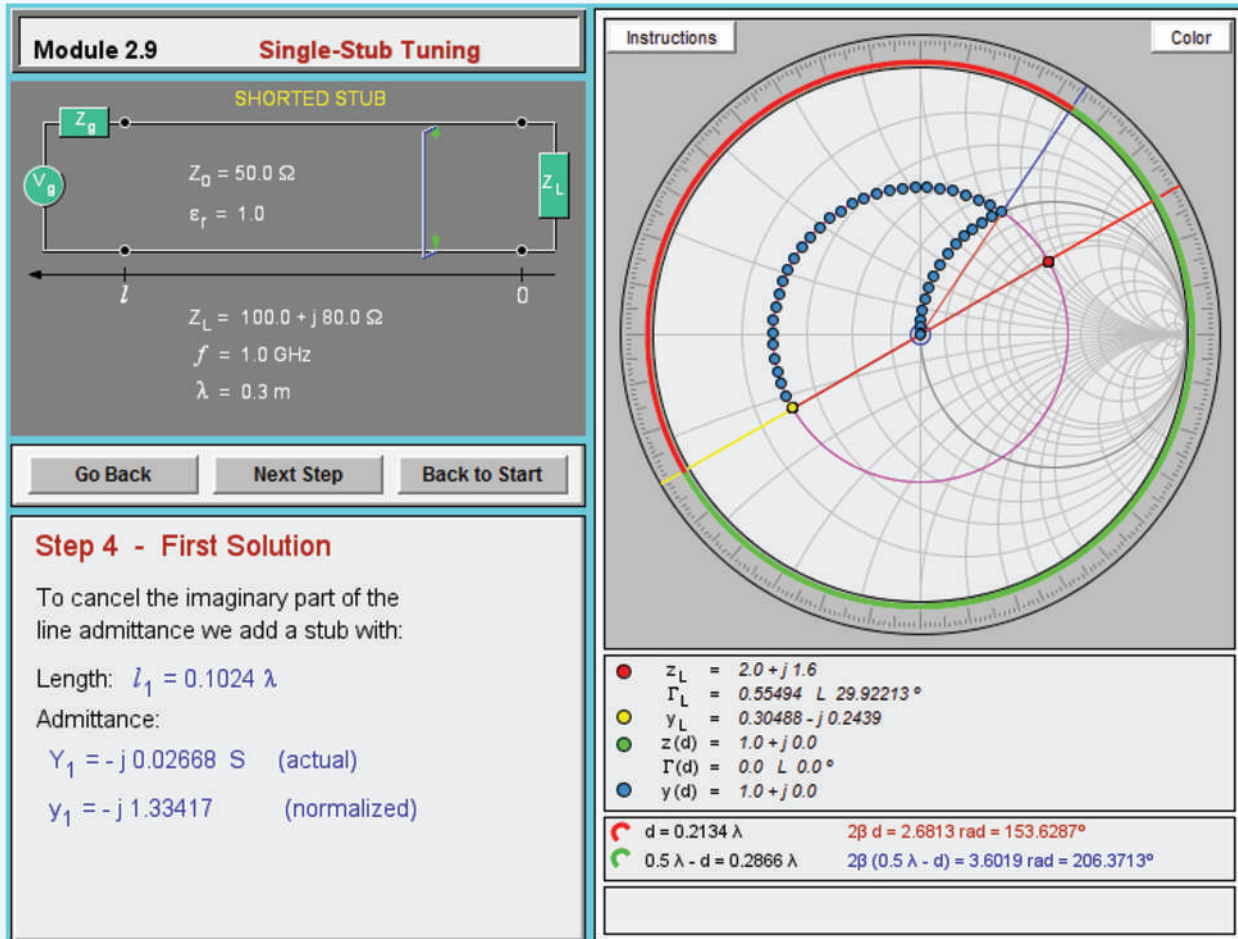 Module 2.9 Single-Stub Tuning
SHORTED STUB
Zg
Vg
Z0 = 50.0 Ω
εr = 1.0
ZL
l 0
ZL = 100.0 + j 80.0 Ω
f = 1.0 GHz
λ = 0.3 m
Go Back Next Step Back to Start
Step 4 - First Solution
To cancel the imaginary part of the
line admittance we add a stub with:
Length: l1 = 0.1024 λ
Admittance:
Y1 = - j 0.02668 S (actual)
y1 = - j 1.33417 (normalized)
Instructions Color
zL = 2.0 + j 1.6
ΓL = 0.55494 L 29.92213 º
yL = 0.30488 - j 0.2439
z(d) = 1.0 + j 0.0
Γ(d) = 0.0 L 0.0 º
y(d) = 1.0 + j 0.0
d = 0.2134 λ 2β d = 2.6813 rad = 153.6287º
0.5 λ - d = 0.2866 λ 2β (0.5 λ - d) = 3.6019 rad = 206.3713º